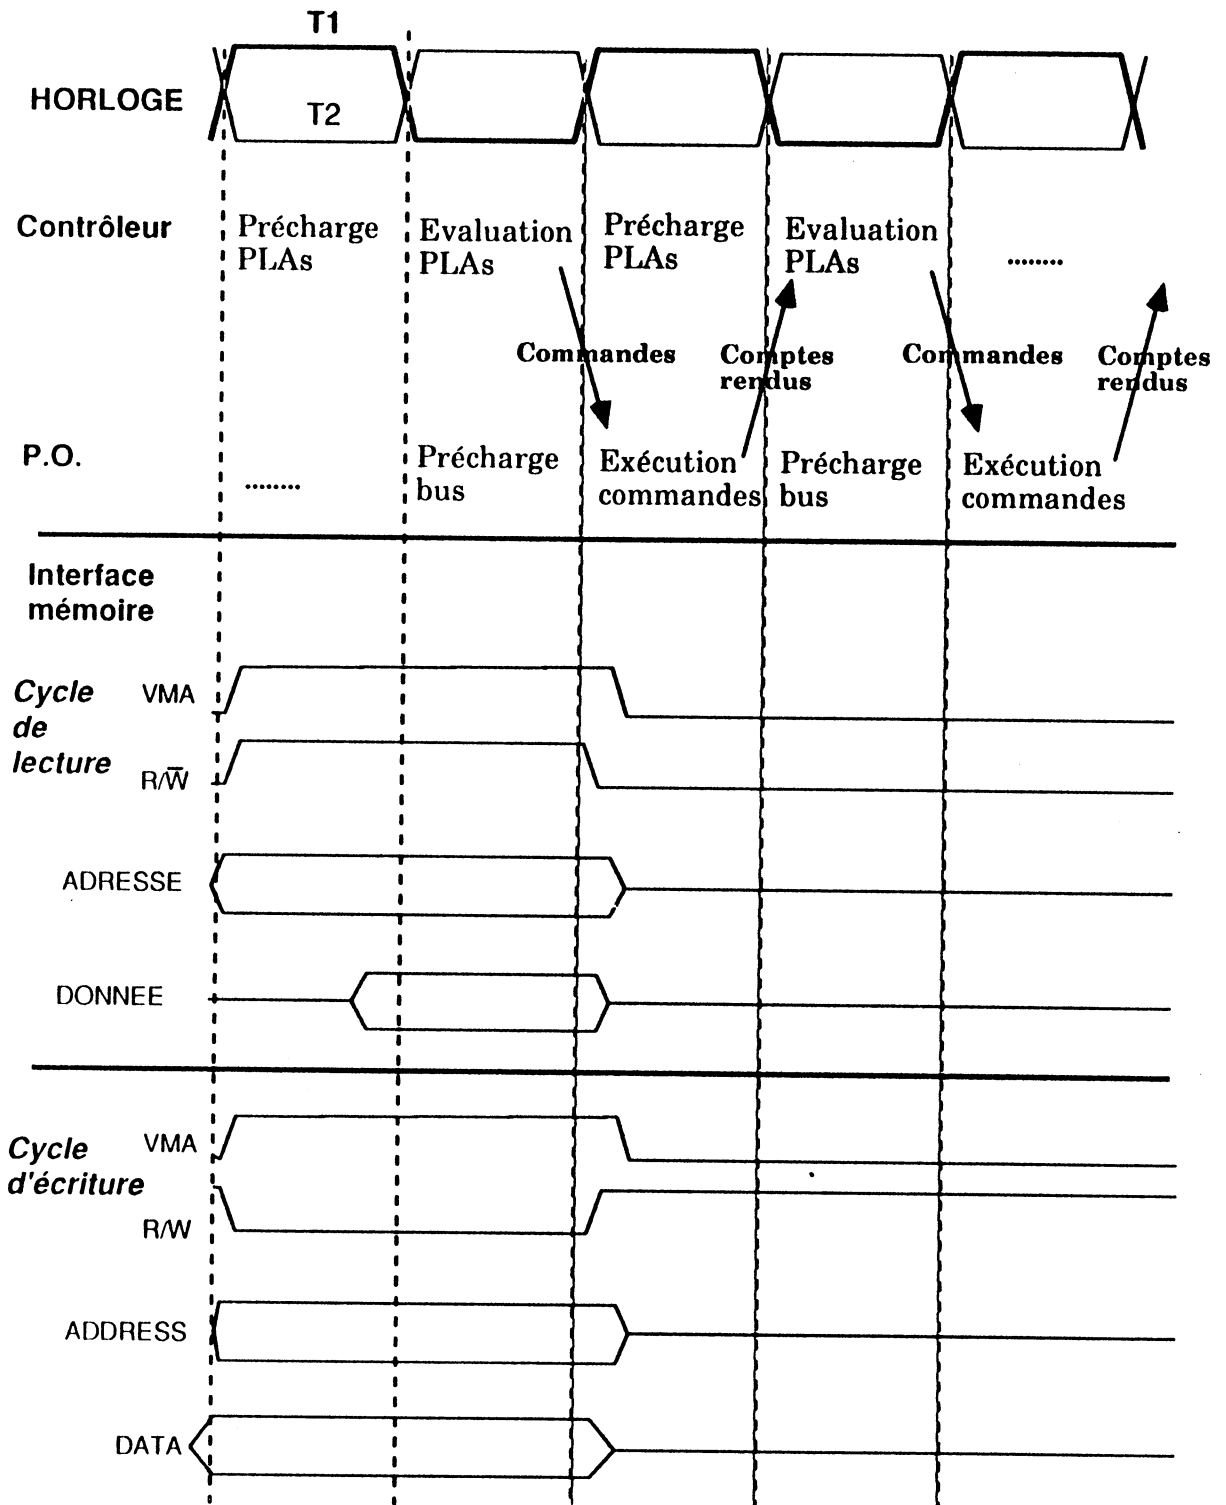 T1
HORLOGE
T2
Contrôleur
Précharge
PLAs
Evaluation
PLAs
Précharge
PLAs
Evaluation
PLAs
.........
Commandes
Comptes
rendus
Commandes
Comptes
rendus
P.O.
.........
Précharge
bus
Exécution
commandes
Précharge
bus
Exécution
commandes
Interface
mémoire
Cycle
de
lecture
VMA
R/W̅
ADRESSE
DONNEE
Cycle
d'écriture
VMA
R/W
ADDRESS
DATA